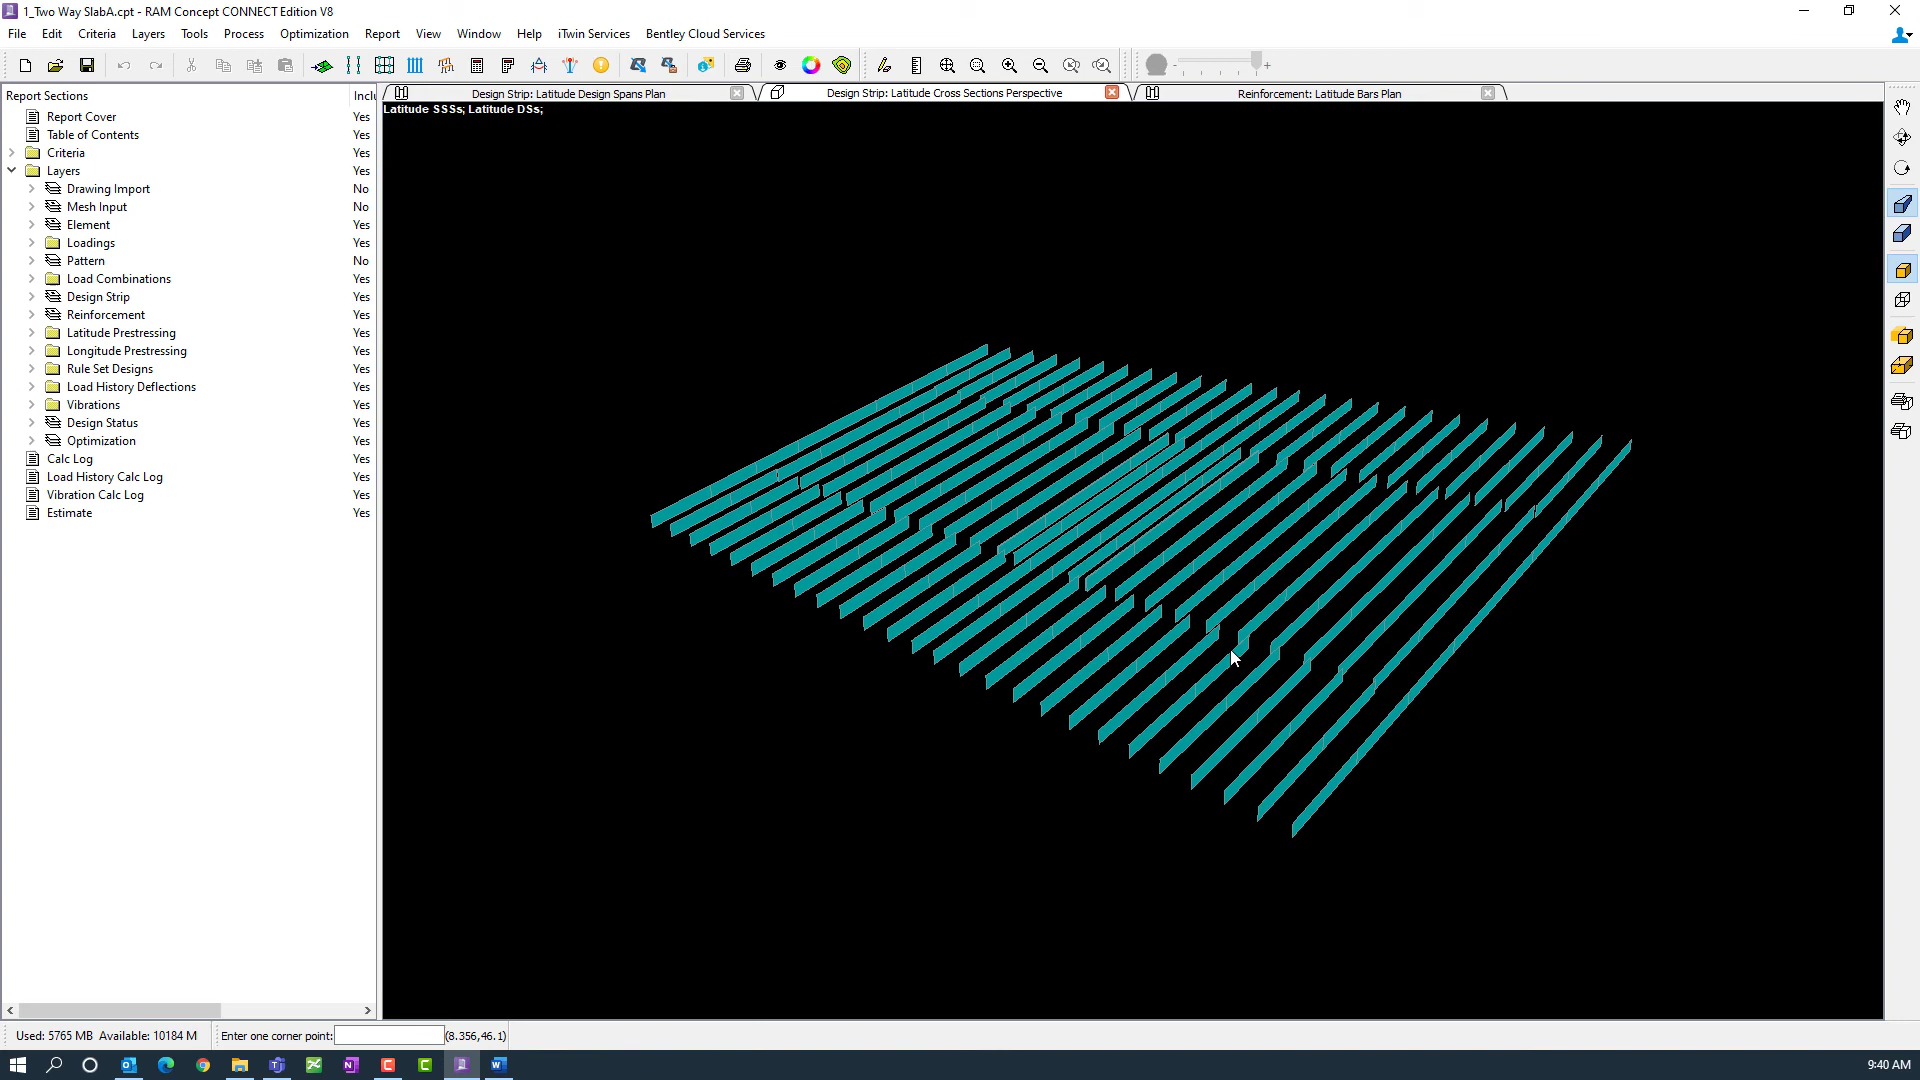 1_Two Way SlabA.cpt - RAM Concept CONNECT Edition V8
File Edit Criteria Layers Tools Process Optimization Report View Window Help iTwin Services Bentley Cloud Services
Report Sections Inclu
Design Strip: Latitude Design Spans Plan Design Strip: Latitude Cross Sections Perspective Reinforcement: Latitude Bars Plan
Latitude SSSs; Latitude DSs;
Report Cover Yes
Table of Contents Yes
Criteria Yes
Layers Yes
Drawing Import No
Mesh Input No
Element Yes
Loadings Yes
Pattern No
Load Combinations Yes
Design Strip Yes
Reinforcement Yes
Latitude Prestressing Yes
Longitude Prestressing Yes
Rule Set Designs Yes
Load History Deflections Yes
Vibrations Yes
Design Status Yes
Optimization Yes
Calc Log Yes
Load History Calc Log Yes
Vibration Calc Log Yes
Estimate Yes
Used: 5765 MB Available: 10184 M Enter one corner point: (8.356,46.1)
9:40 AM